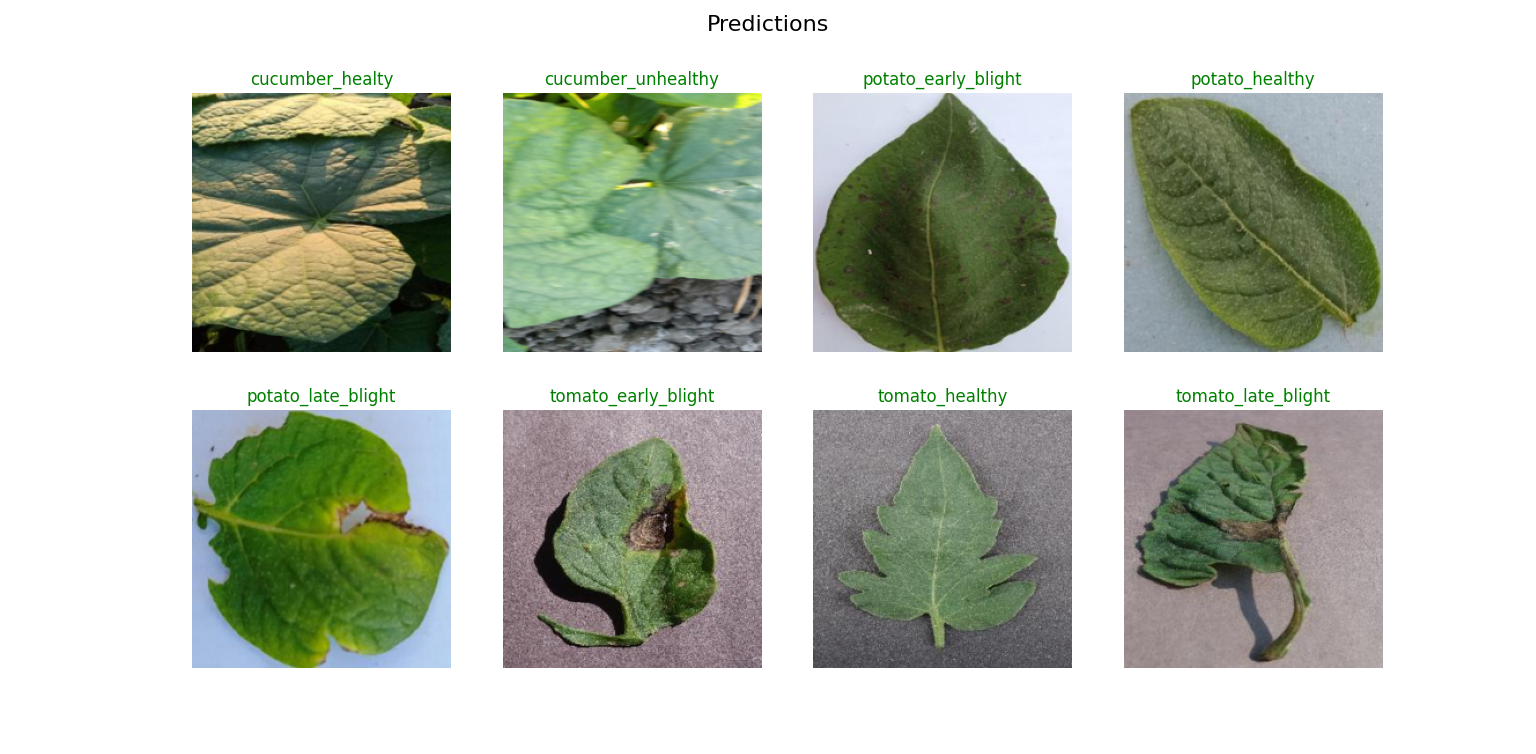 Predictions
cucumber_healty
cucumber_unhealthy
potato_early_blight
potato_healthy
potato_late_blight
tomato_early_blight
tomato_healthy
tomato_late_blight